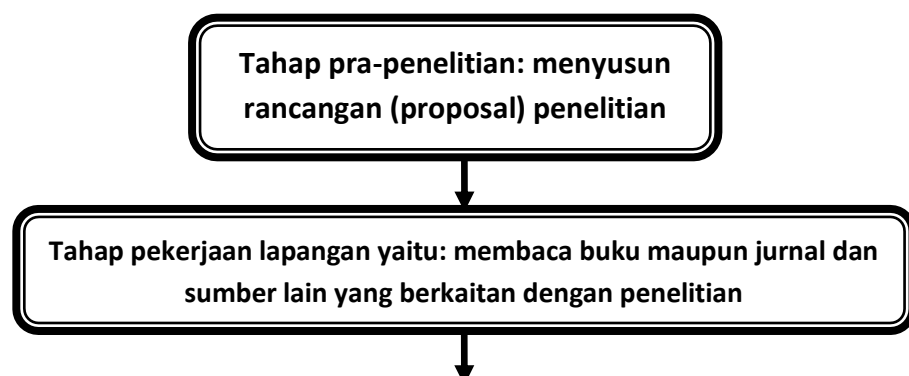 Tahap pra-penelitian: menyusun
rancangan (proposal) penelitian
Tahap pekerjaan lapangan yaitu: membaca buku maupun jurnal dan
sumber lain yang berkaitan dengan penelitian